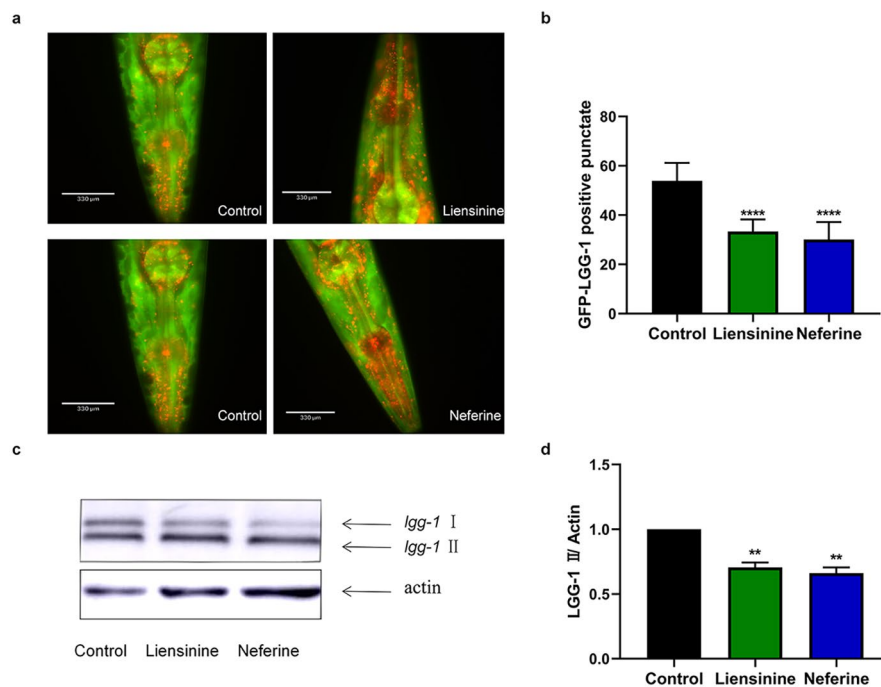 a
330 μm
Control
330 μm
Liensinine
330 μm
Control
330 μm
Neferine
b
GFP-LGG-1 positive punctate
80
60
40
20
0
****
****
Control Liensinine Neferine
c
lgg-1 Ⅰ
lgg-1 Ⅱ
actin
Control Liensinine Neferine
d
LGG-1 Ⅱ/ Actin
1.5
1.0
0.5
0.0
**
**
Control Liensinine Neferine